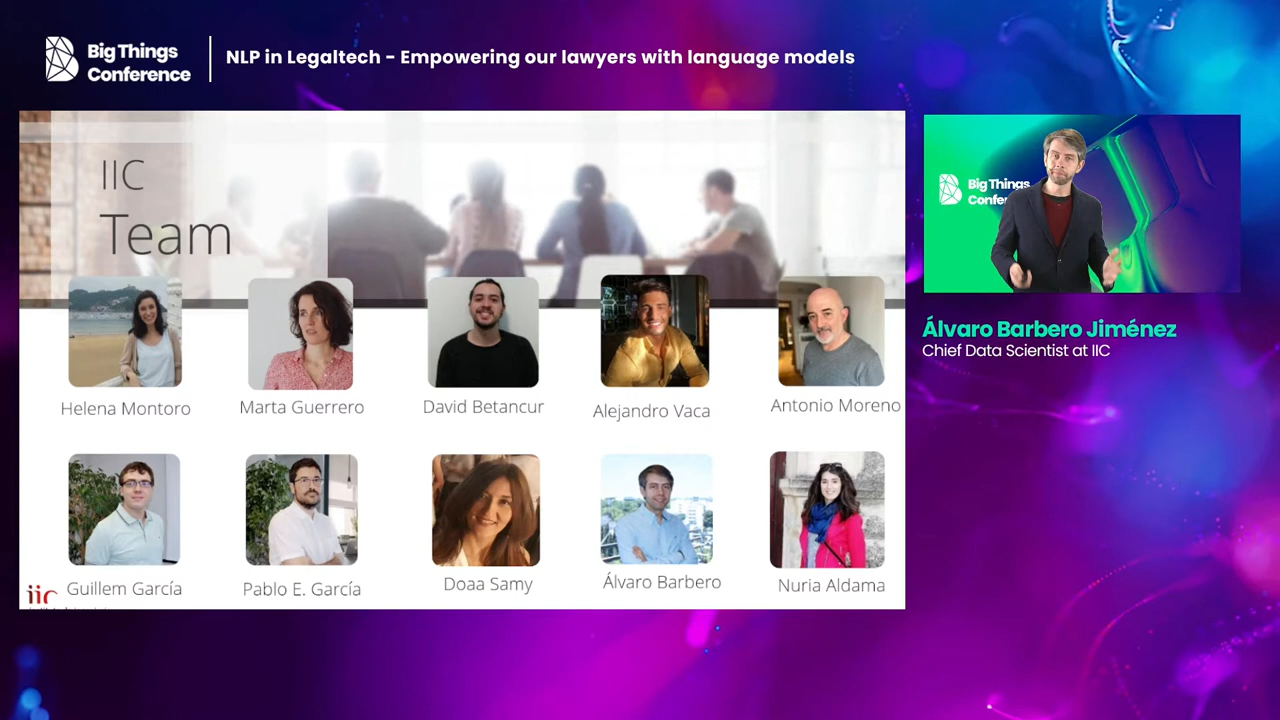 Big Things
Conference
NLP in Legaltech - Empowering our lawyers with language models
IIC
Team
Big Things
Helena Montoro
Marta Guerrero
David Betancur
Alejandro Vaca
Antonio Moreno
Álvaro Barbero Jiménez
Chief Data Scientist at IIC
Guillem García
Pablo E. García
Doaa Samy
Álvaro Barbero
Nuria Aldama
iic